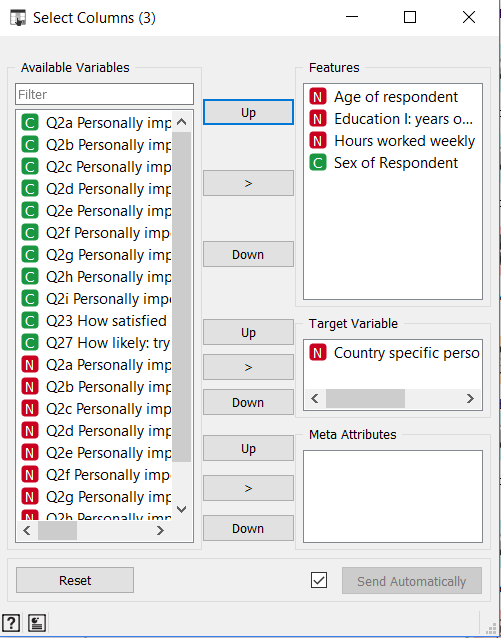 Select Columns (3)
Available Variables
Filter
C Q2a Personally imp
C Q2b Personally imp
C Q2c Personally imp
C Q2d Personally imp
C Q2e Personally imp
C Q2f Personally impo
C Q2g Personally imp
C Q2h Personally imp
C Q2i Personally impo
C Q23 How satisfied
C Q27 How likely: try
N Q2a Personally imp
N Q2b Personally imp
N Q2c Personally imp
N Q2d Personally imp
N Q2e Personally imp
N Q2f Personally impo
N Q2g Personally imp
N Q2h Personally imp
Up
>
Down
Up
>
Down
Up
>
Down
Features
N Age of respondent
N Education I: years o...
N Hours worked weekly
C Sex of Respondent
Target Variable
N Country specific perso
Meta Attributes
Reset
Send Automatically
?